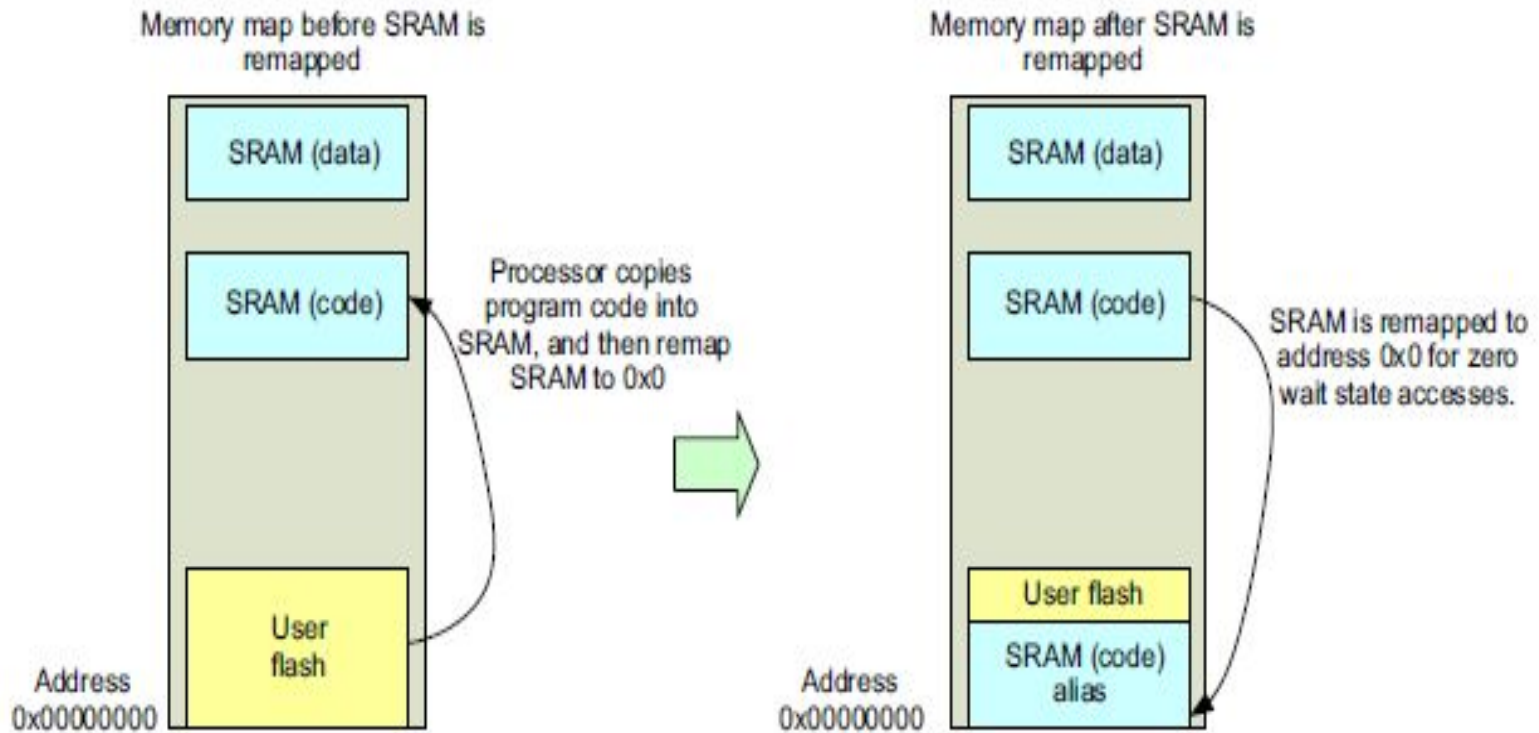 Memory map before SRAM is
remapped
SRAM (data)
SRAM (code)
Processor copies
program code into
SRAM, and then remap
SRAM to 0x0
User
flash
Address
0x00000000
Memory map after SRAM is
remapped
SRAM (data)
SRAM (code)
SRAM is remapped to
address 0x0 for zero
wait state accesses.
User flash
SRAM (code)
alias
Address
0x00000000